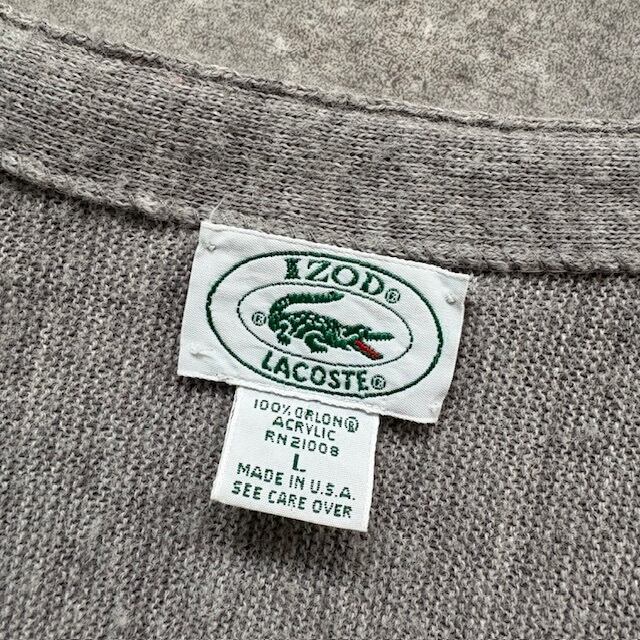 IZOD®
®
LACOSTE®
100% ORLON®
ACRYLIC
RN21008
L
MADE IN U.S.A.
SEE CARE OVER